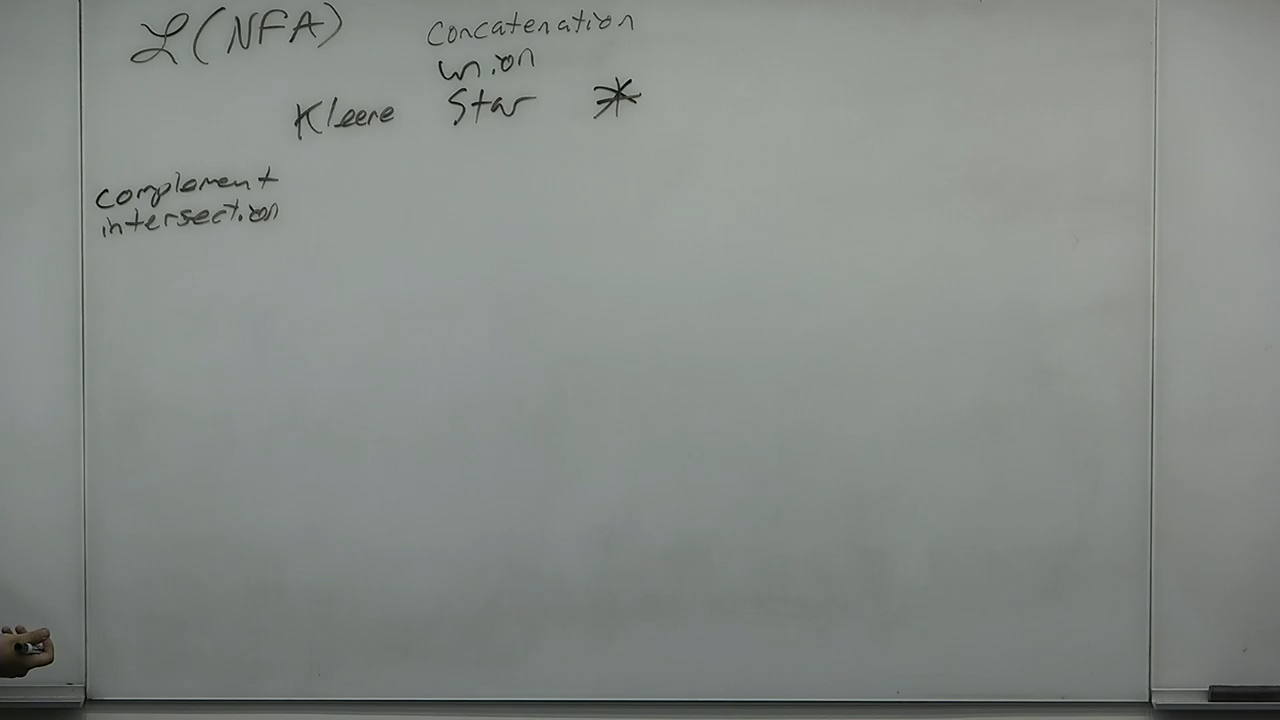 ℒ(NFA) Concatenation
union
Kleene Star *
complement
intersection